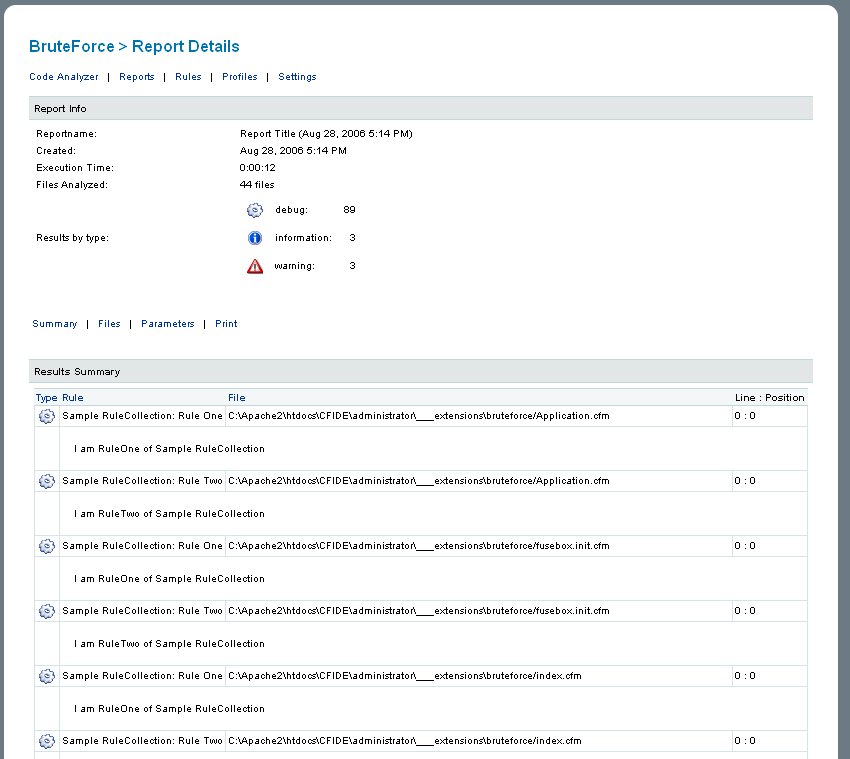 BruteForce > Report Details
Code Analyzer | Reports | Rules | Profiles | Settings
Report Info
Reportname: Report Title (Aug 28, 2006 5:14 PM)
Created: Aug 28, 2006 5:14 PM
Execution Time: 0:00:12
Files Analyzed: 44 files
debug: 89
Results by type: information: 3
warning: 3
Summary | Files | Parameters | Print
Results Summary
Type Rule File Line : Position
Sample RuleCollection: Rule One C:\Apache2\htdocs\CFIDE\administrator\___extensions\bruteforce/Application.cfm 0 : 0
I am RuleOne of Sample RuleCollection
Sample RuleCollection: Rule Two C:\Apache2\htdocs\CFIDE\administrator\___extensions\bruteforce/Application.cfm 0 : 0
I am RuleTwo of Sample RuleCollection
Sample RuleCollection: Rule One C:\Apache2\htdocs\CFIDE\administrator\___extensions\bruteforce/fusebox.init.cfm 0 : 0
I am RuleOne of Sample RuleCollection
Sample RuleCollection: Rule Two C:\Apache2\htdocs\CFIDE\administrator\___extensions\bruteforce/fusebox.init.cfm 0 : 0
I am RuleTwo of Sample RuleCollection
Sample RuleCollection: Rule One C:\Apache2\htdocs\CFIDE\administrator\___extensions\bruteforce/index.cfm 0 : 0
I am RuleOne of Sample RuleCollection
Sample RuleCollection: Rule Two C:\Apache2\htdocs\CFIDE\administrator\___extensions\bruteforce/index.cfm 0 : 0